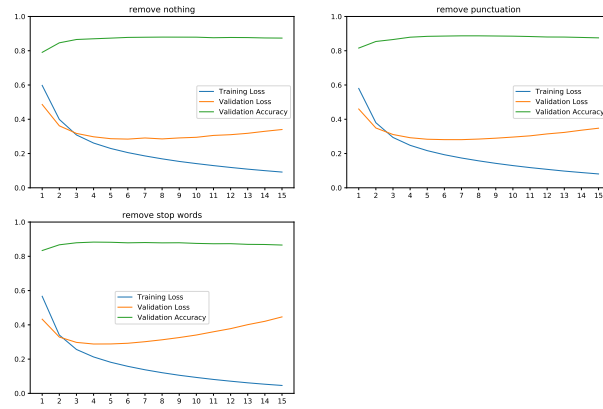 remove nothing
1.0
0.8
0.6
0.4
0.2
0.0
Training Loss
Validation Loss
Validation Accuracy
1 2 3 4 5 6 7 8 9 10 11 12 13 14 15
remove punctuation
1.0
0.8
0.6
0.4
0.2
0.0
Training Loss
Validation Loss
Validation Accuracy
1 2 3 4 5 6 7 8 9 10 11 12 13 14 15
remove stop words
1.0
0.8
0.6
0.4
0.2
0.0
Training Loss
Validation Loss
Validation Accuracy
1 2 3 4 5 6 7 8 9 10 11 12 13 14 15